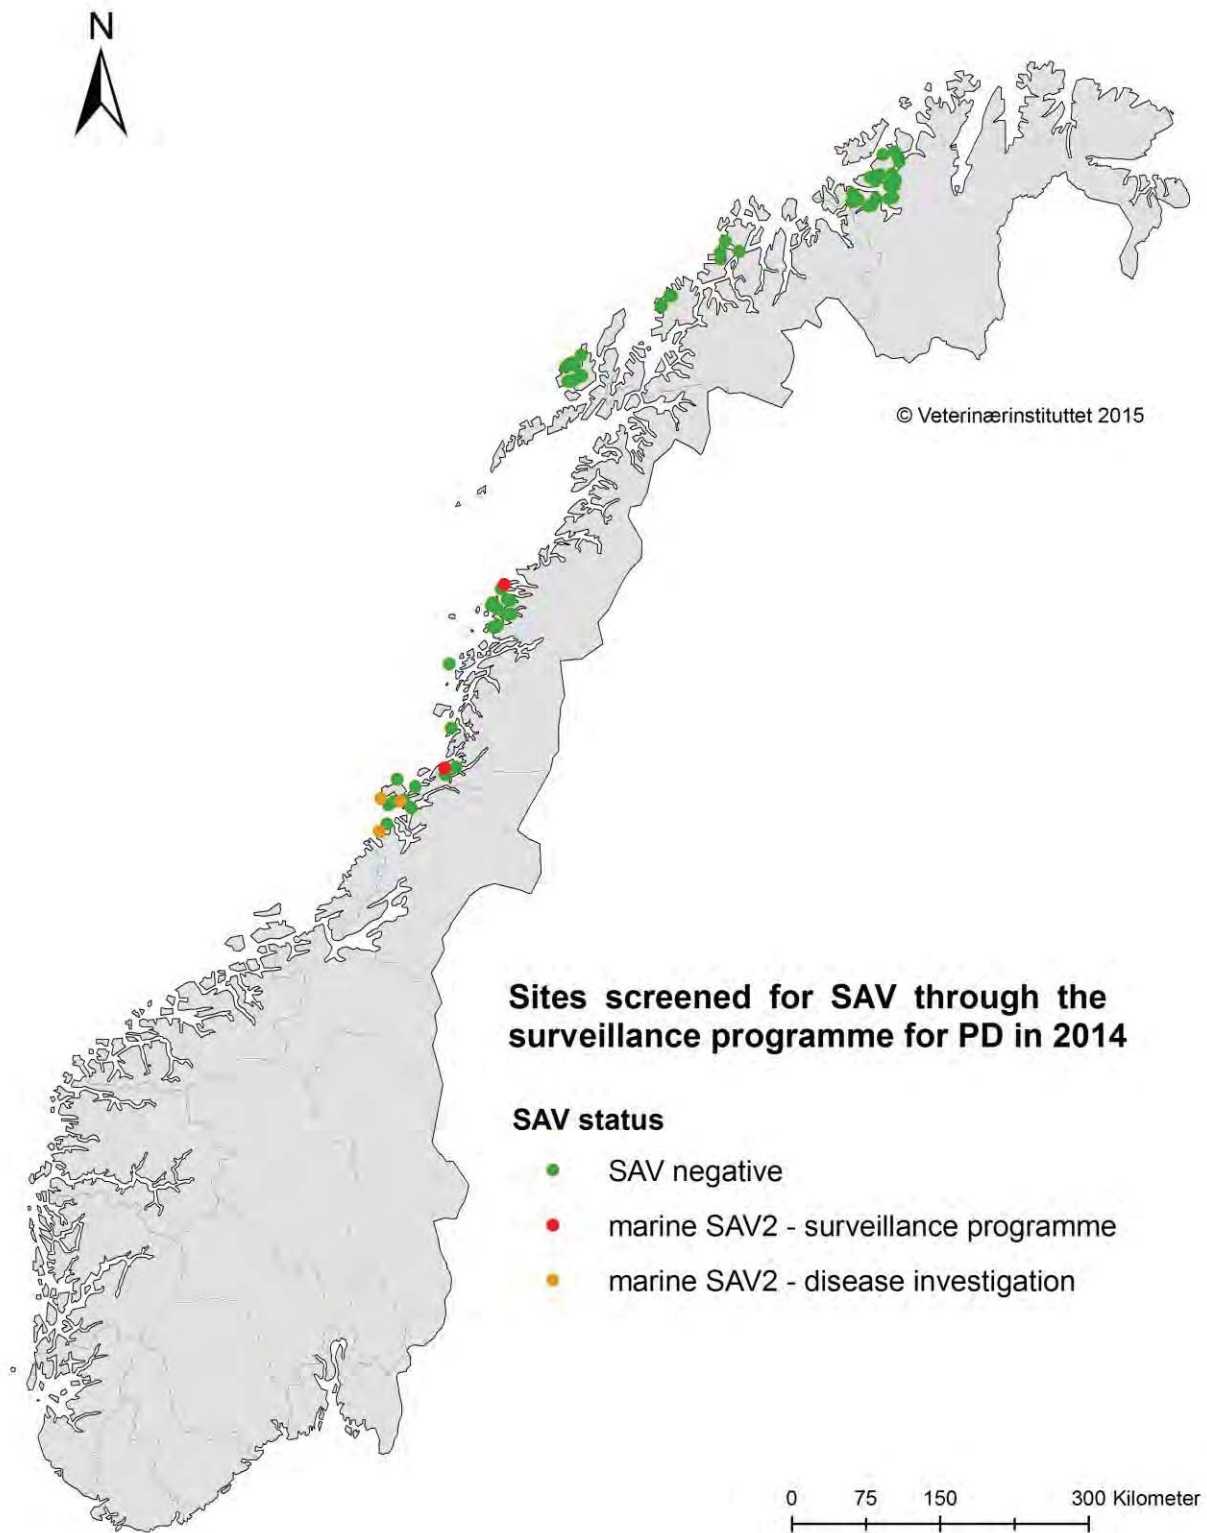 N
© Veterinærinstituttet 2015
Sites screened for SAV through the
surveillance programme for PD in 2014
SAV status
SAV negative
marine SAV2 - surveillance programme
marine SAV2 - disease investigation
0 75 150 300 Kilometer